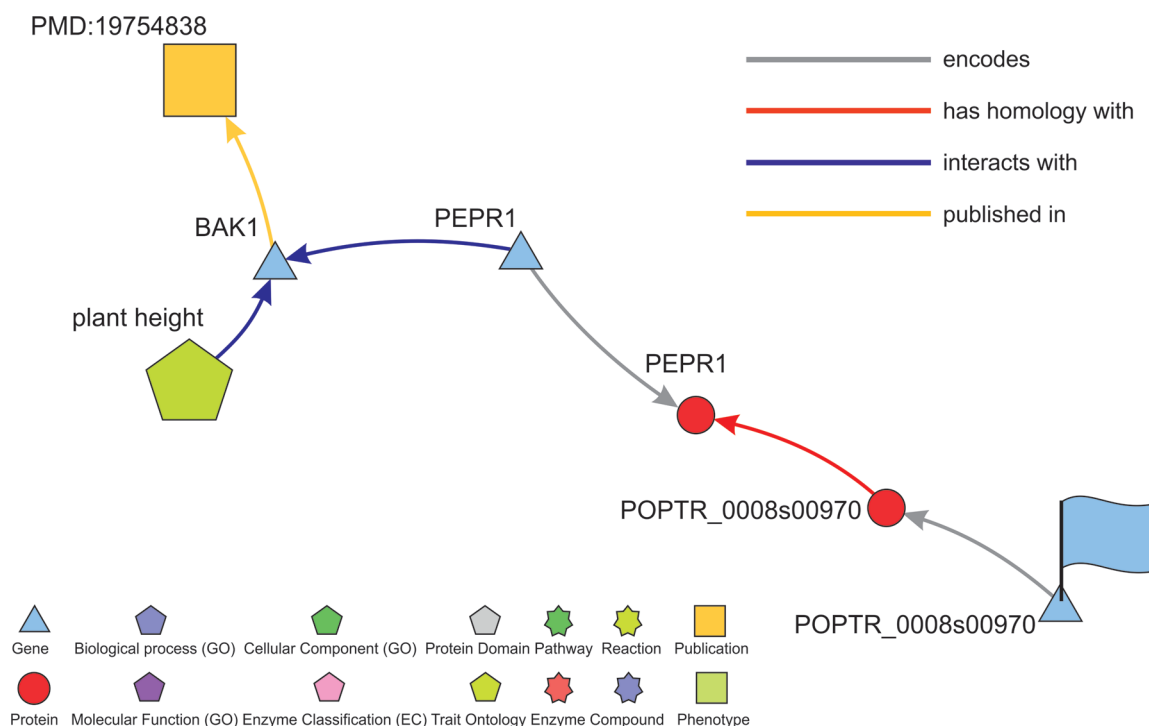 PMD:19754838
encodes
has homology with
interacts with
published in
BAK1
PEPR1
plant height
PEPR1
POPTR_0008s00970
POPTR_0008s00970
Gene
Biological process (GO)
Cellular Component (GO)
Protein Domain
Pathway
Reaction
Publication
Protein
Molecular Function (GO)
Enzyme Classification (EC)
Trait Ontology
Enzyme
Compound
Phenotype